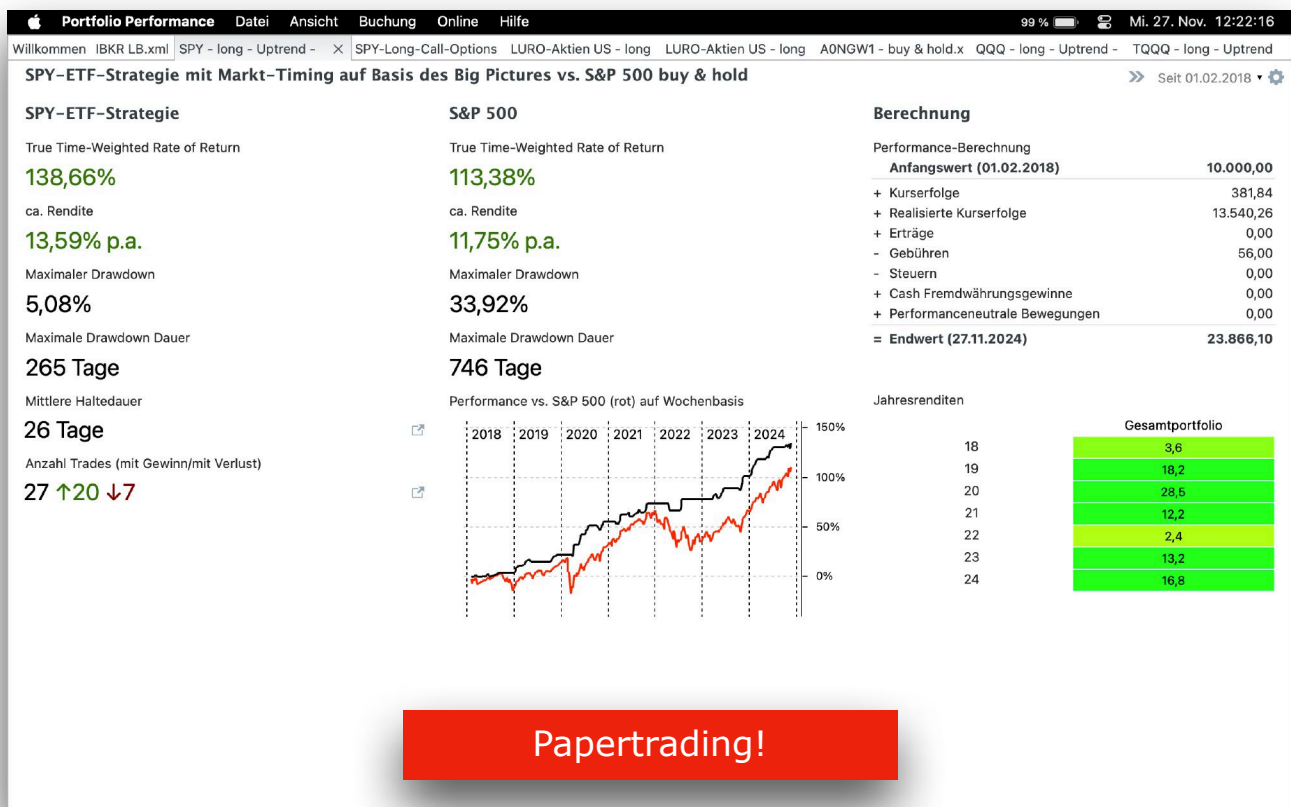 Portfolio Performance Datei Ansicht Buchung Online Hilfe 99 % Mi. 27. Nov. 12:22:16
Willkommen IBKR LB.xml SPY - long - Uptrend - × SPY-Long-Call-Options LURO-Aktien US - long LURO-Aktien US - long A0NGW1 - buy & hold.x QQQ - long - Uptrend - TQQQ - long - Uptrend
SPY-ETF-Strategie mit Markt-Timing auf Basis des Big Pictures vs. S&P 500 buy & hold
Seit 01.02.2018
SPY-ETF-Strategie
True Time-Weighted Rate of Return
138,66%
ca. Rendite
13,59% p.a.
Maximaler Drawdown
5,08%
Maximale Drawdown Dauer
265 Tage
Mittlere Haltedauer
26 Tage
Anzahl Trades (mit Gewinn/mit Verlust)
27 ↑20 ↓7
S&P 500
True Time-Weighted Rate of Return
113,38%
ca. Rendite
11,75% p.a.
Maximaler Drawdown
33,92%
Maximale Drawdown Dauer
746 Tage
Performance vs. S&P 500 (rot) auf Wochenbasis
2018 2019 2020 2021 2022 2023 2024
150%
100%
50%
0%
Berechnung
Performance-Berechnung
Anfangswert (01.02.2018) 10.000,00
+ Kurserfolge 381,84
+ Realisierte Kurserfolge 13.540,26
+ Erträge 0,00
- Gebühren 56,00
- Steuern 0,00
+ Cash Fremdwährungsgewinne 0,00
+ Performanceneutrale Bewegungen 0,00
= Endwert (27.11.2024) 23.866,10
Jahresrenditen
Gesamtportfolio
18 3,6
19 18,2
20 28,5
21 12,2
22 2,4
23 13,2
24 16,8
Papertrading!